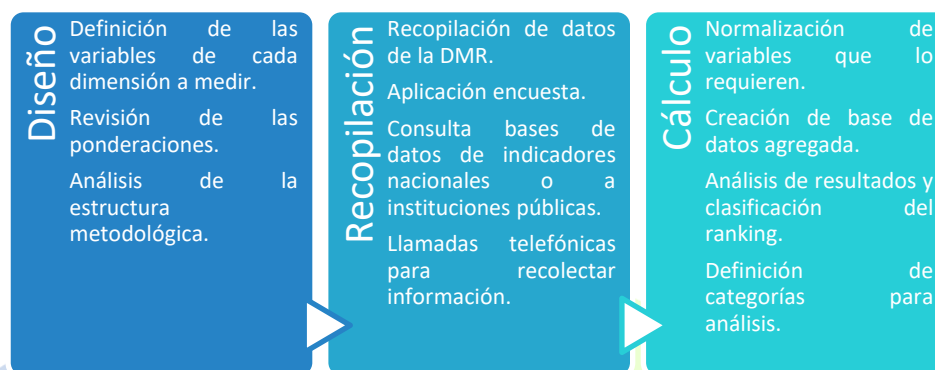 Diseño
Definición de las
variables de cada
dimensión a medir.
Revisión de las
ponderaciones.
Análisis de la
estructura
metodológica.
Recopilación
Recopilación de datos
de la DMR.
Aplicación encuesta.
Consulta bases de
datos de indicadores
nacionales o a
instituciones públicas.
Llamadas telefónicas
para recolectar
información.
Cálculo
Normalización de
variables que lo
requieren.
Creación de base de
datos agregada.
Análisis de resultados y
clasificación del
ranking.
Definición de
categorías para
análisis.